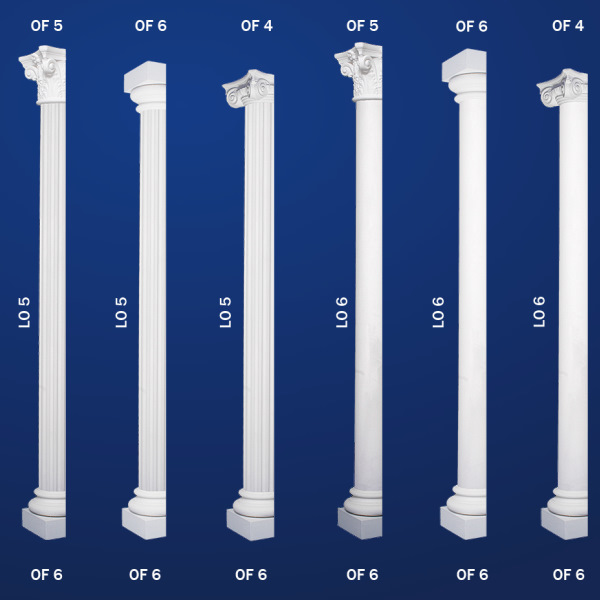 OF 5 OF 6 OF 4 OF 5 OF 6 OF 4
LO 5 LO 5 LO 5 LO 6 LO 6 LO 6
OF 6 OF 6 OF 6 OF 6 OF 6 OF 6